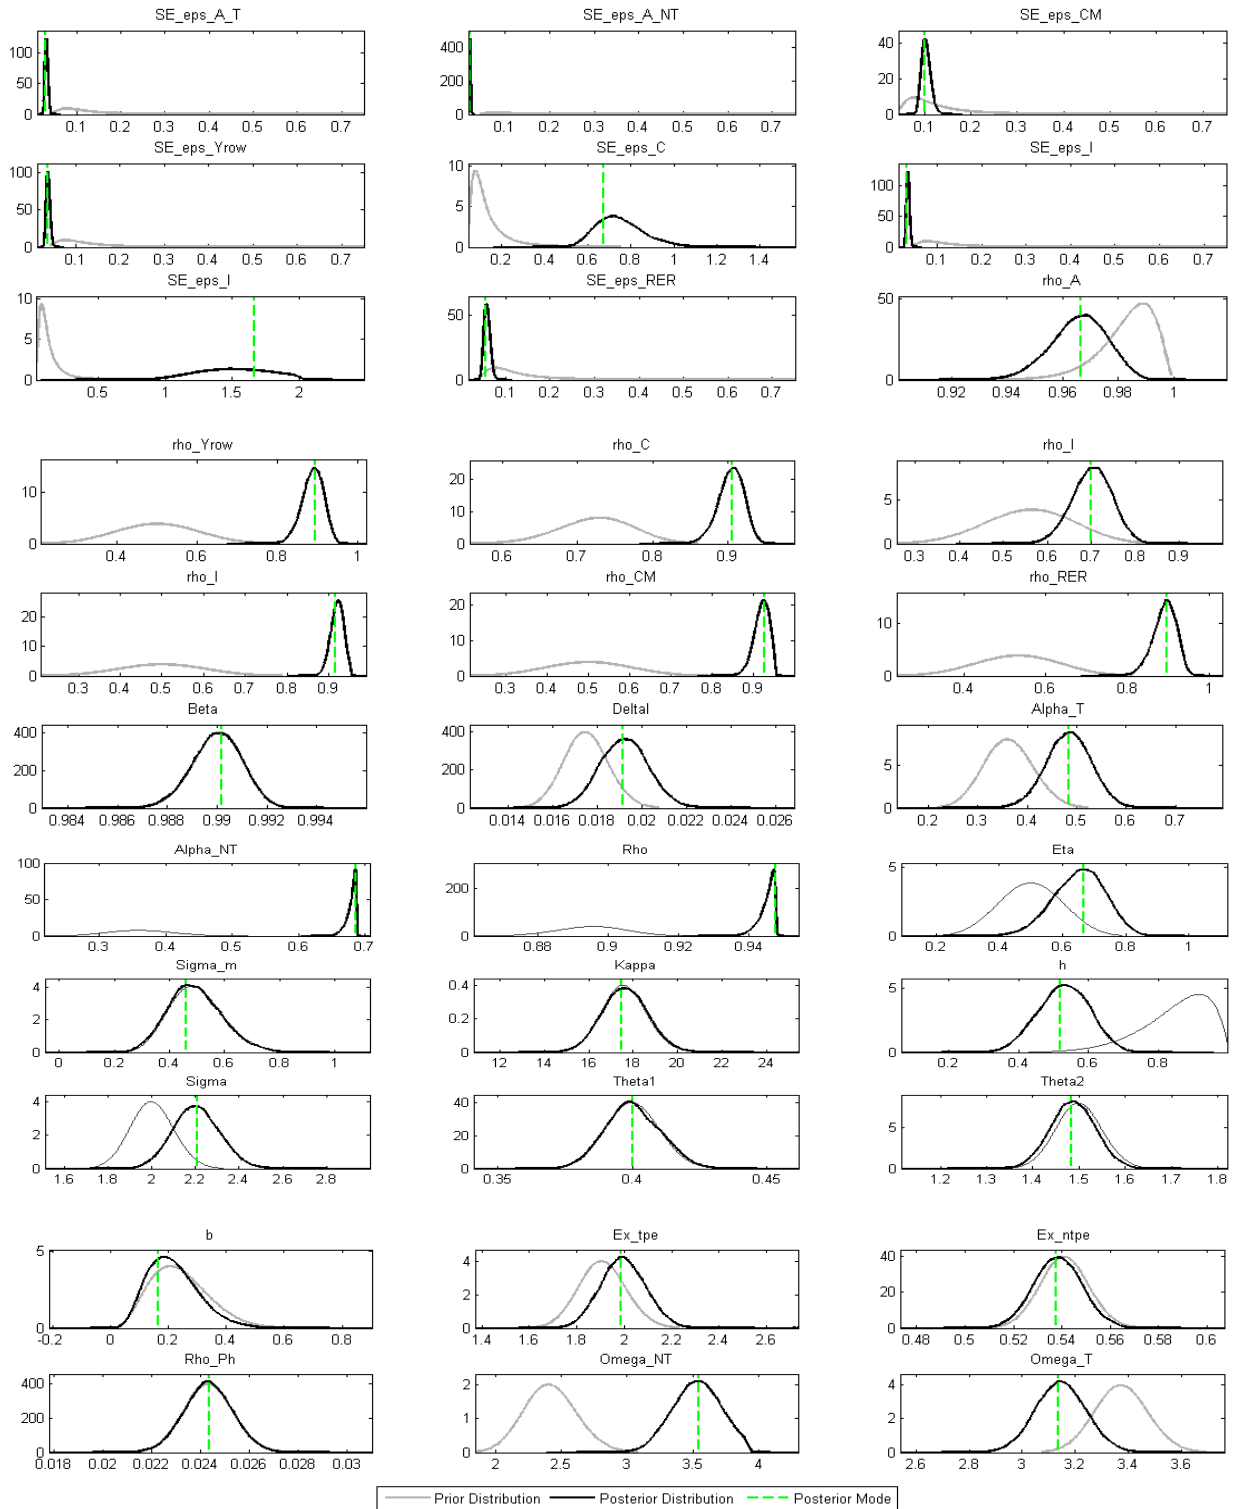 SE_eps_A_T SE_eps_A_NT SE_eps_CM
100 50 0 400 200 0 40 20 0
0.1 0.2 0.3 0.4 0.5 0.6 0.7 0.1 0.2 0.3 0.4 0.5 0.6 0.7 0.1 0.2 0.3 0.4 0.5 0.6 0.7
SE_eps_Yrow SE_eps_C SE_eps_I
100 50 0 10 5 0 100 50 0
0.1 0.2 0.3 0.4 0.5 0.6 0.7 0.2 0.4 0.6 0.8 1 1.2 1.4 0.1 0.2 0.3 0.4 0.5 0.6 0.7
SE_eps_I SE_eps_RER rho_A
10 5 0 50 0 50 0
0.5 1 1.5 2 0.1 0.2 0.3 0.4 0.5 0.6 0.7 0.92 0.94 0.96 0.98 1
rho_Yrow rho_C rho_I
10 0 20 10 0 5 0
0.4 0.6 0.8 1 0.6 0.7 0.8 0.9 0.3 0.4 0.5 0.6 0.7 0.8 0.9
rho_I rho_CM rho_RER
20 10 0 20 10 0 10 0
0.3 0.4 0.5 0.6 0.7 0.8 0.9 0.3 0.4 0.5 0.6 0.7 0.8 0.9 0.4 0.6 0.8 1
Beta DeltaI Alpha_T
400 200 0 400 200 0 5 0
0.984 0.986 0.988 0.99 0.992 0.994 0.014 0.016 0.018 0.02 0.022 0.024 0.026 0.2 0.3 0.4 0.5 0.6 0.7
Alpha_NT Rho Eta
100 50 0 200 0 5 0
0.3 0.4 0.5 0.6 0.7 0.88 0.9 0.92 0.94 0.2 0.4 0.6 0.8 1
Sigma_m Kappa h
4 2 0 0.4 0.2 0 5 0
0 0.2 0.4 0.6 0.8 1 12 14 16 18 20 22 24 0.2 0.4 0.6 0.8
Sigma Theta1 Theta2
4 2 0 40 20 0 5 0
1.6 1.8 2 2.2 2.4 2.6 2.8 0.35 0.4 0.45 1.2 1.3 1.4 1.5 1.6 1.7 1.8
b Ex_tpe Ex_ntpe
5 0 4 2 0 40 20 0
-0.2 0 0.2 0.4 0.6 0.8 1.4 1.6 1.8 2 2.2 2.4 2.6 0.48 0.5 0.52 0.54 0.56 0.58 0.6
Rho_Ph Omega_NT Omega_T
400 200 0 2 1 0 4 2 0
0.018 0.02 0.022 0.024 0.026 0.028 0.03 2 2.5 3 3.5 4 2.6 2.8 3 3.2 3.4 3.6
Prior Distribution Posterior Distribution Posterior Mode